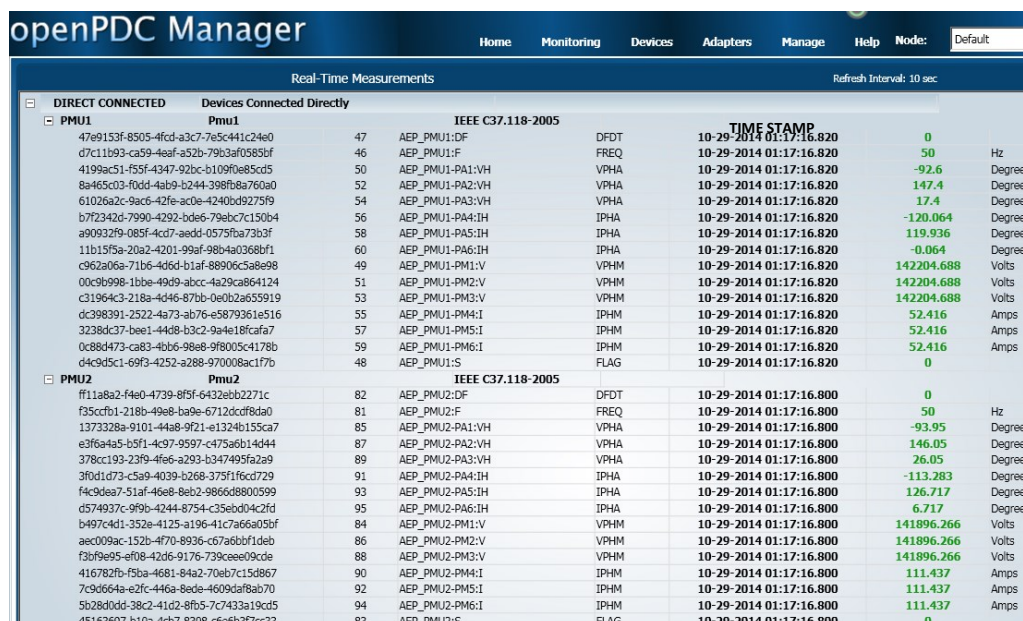 openPDC Manager
Home Monitoring Devices Adapters Manage Help Node: Default
Real-Time Measurements Refresh Interval: 10 sec
DIRECT CONNECTED Devices Connected Directly
PMU1 Pmu1 IEEE C37.118-2005 TIME STAMP
47e9153f-8505-4fcd-a3c7-7e5c441c24e0 47 AEP_PMU1:DF DFDT 10-29-2014 01:17:16.820 0
d7c11b93-ca59-4eaf-a52b-79b3af0585bf 46 AEP_PMU1:F FREQ 10-29-2014 01:17:16.820 50 Hz
4199ac51-f55f-4347-92bc-b109f0e85cd5 50 AEP_PMU1-PA1:VH VPHA 10-29-2014 01:17:16.820 -92.6 Degree
8a465c03-f0dd-4ab9-b244-398fb8a760a0 52 AEP_PMU1-PA2:VH VPHA 10-29-2014 01:17:16.820 147.4 Degree
61026a2c-9ac6-42fe-ac0e-4240bd9275f9 54 AEP_PMU1-PA3:VH VPHA 10-29-2014 01:17:16.820 17.4 Degree
b7f2342d-7990-4292-bde6-79ebc7c150b4 56 AEP_PMU1-PA4:IH IPHA 10-29-2014 01:17:16.820 -120.064 Degree
a90932f9-085f-4cd7-aedd-0575fba73b3f 58 AEP_PMU1-PA5:IH IPHA 10-29-2014 01:17:16.820 119.936 Degree
11b15f5a-20a2-4201-99af-98b4a0368bf1 60 AEP_PMU1-PA6:IH IPHA 10-29-2014 01:17:16.820 -0.064 Degree
c962a06a-71b6-4d6d-b1af-88906c5a8e98 49 AEP_PMU1-PM1:V VPHM 10-29-2014 01:17:16.820 142204.688 Volts
00c9b998-1bbe-49d9-abcc-4a29ca864124 51 AEP_PMU1-PM2:V VPHM 10-29-2014 01:17:16.820 142204.688 Volts
c31964c3-218a-4d46-87bb-0e0b2a655919 53 AEP_PMU1-PM3:V VPHM 10-29-2014 01:17:16.820 142204.688 Volts
dc398391-2522-4a73-ab76-e5879361e516 55 AEP_PMU1-PM4:I IPHM 10-29-2014 01:17:16.820 52.416 Amps
3238dc37-bee1-44d8-b3c2-9a4e18fcafa7 57 AEP_PMU1-PM5:I IPHM 10-29-2014 01:17:16.820 52.416 Amps
0c88d473-ca83-4bb6-98e8-9f8005c4178b 59 AEP_PMU1-PM6:I IPHM 10-29-2014 01:17:16.820 52.416 Amps
d4c9d5c1-69f3-4252-a288-970008ac1f7b 48 AEP_PMU1:S FLAG 10-29-2014 01:17:16.820 0
PMU2 Pmu2 IEEE C37.118-2005
ff11a8a2-f4e0-4739-8f5f-6432ebb2271c 82 AEP_PMU2:DF DFDT 10-29-2014 01:17:16.800 0
f35ccfb1-218b-49e8-ba9e-6712dcdf8da0 81 AEP_PMU2:F FREQ 10-29-2014 01:17:16.800 50 Hz
1373328a-9101-44a8-9f21-e1324b155ca7 85 AEP_PMU2-PA1:VH VPHA 10-29-2014 01:17:16.800 -93.95 Degree
e3f6a4a5-b5f1-4c97-9597-c475a6b14d44 87 AEP_PMU2-PA2:VH VPHA 10-29-2014 01:17:16.800 146.05 Degree
378cc193-23f9-4fe6-a293-b347495fa2a9 89 AEP_PMU2-PA3:VH VPHA 10-29-2014 01:17:16.800 26.05 Degree
3f0d1d73-c5a9-4039-b268-375f1f6cd729 91 AEP_PMU2-PA4:IH IPHA 10-29-2014 01:17:16.800 -113.283 Degree
f4c9dea7-51af-46e8-8eb2-9866d8800599 93 AEP_PMU2-PA5:IH IPHA 10-29-2014 01:17:16.800 126.717 Degree
d574937c-9f9b-4244-8754-c35ebd04c2fd 95 AEP_PMU2-PA6:IH IPHA 10-29-2014 01:17:16.800 6.717 Degree
b497c4d1-352e-4125-a196-41c7a66a05bf 84 AEP_PMU2-PM1:V VPHM 10-29-2014 01:17:16.800 141896.266 Volts
aec009ac-152b-4f70-8936-c67a6bbf1deb 86 AEP_PMU2-PM2:V VPHM 10-29-2014 01:17:16.800 141896.266 Volts
f3bf9e95-ef08-42d6-9176-739ceee09cde 88 AEP_PMU2-PM3:V VPHM 10-29-2014 01:17:16.800 141896.266 Volts
416782fb-f5ba-4681-84a2-70eb7c15d867 90 AEP_PMU2-PM4:I IPHM 10-29-2014 01:17:16.800 111.437 Amps
7c9d664a-e2fc-446a-8ede-4609daf8ab70 92 AEP_PMU2-PM5:I IPHM 10-29-2014 01:17:16.800 111.437 Amps
5b28d0dd-38c2-41d2-8fb5-7c7433a19cd5 94 AEP_PMU2-PM6:I IPHM 10-29-2014 01:17:16.800 111.437 Amps
AEP_PMU2:S FLAG 10-29-2014 01:17:16.800